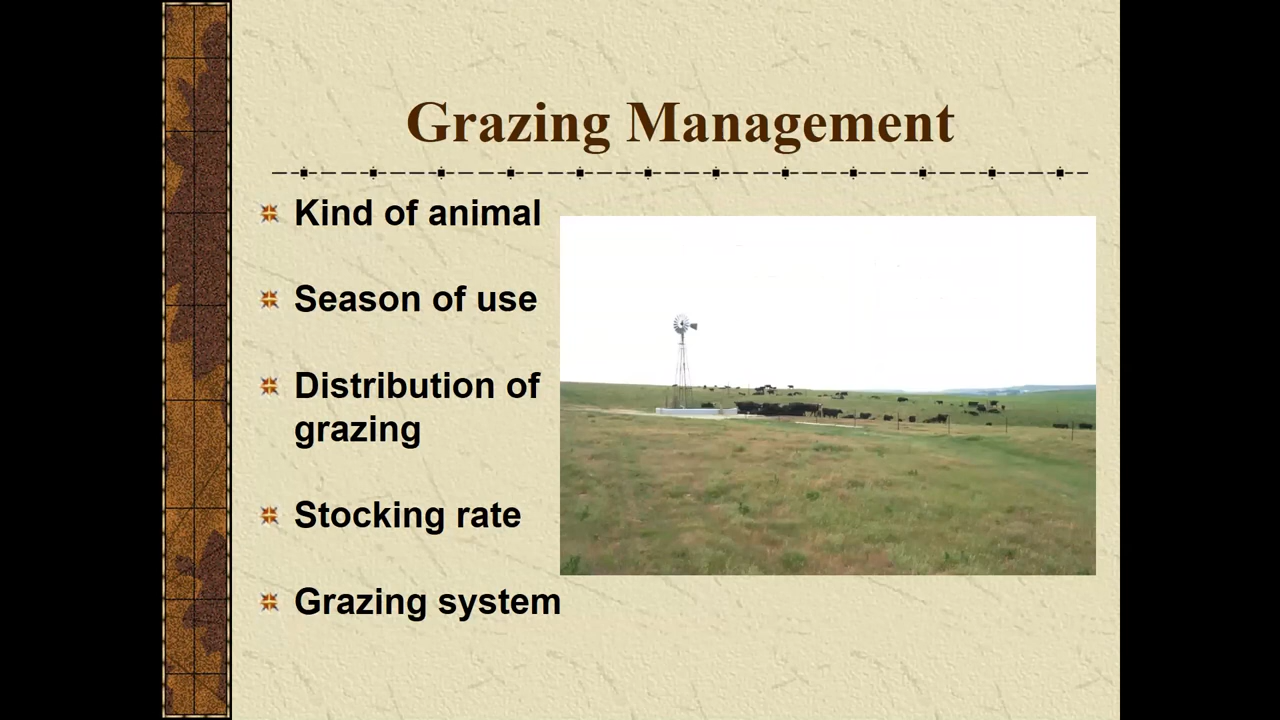 Grazing Management
Kind of animal
Season of use
Distribution of
grazing
Stocking rate
Grazing system